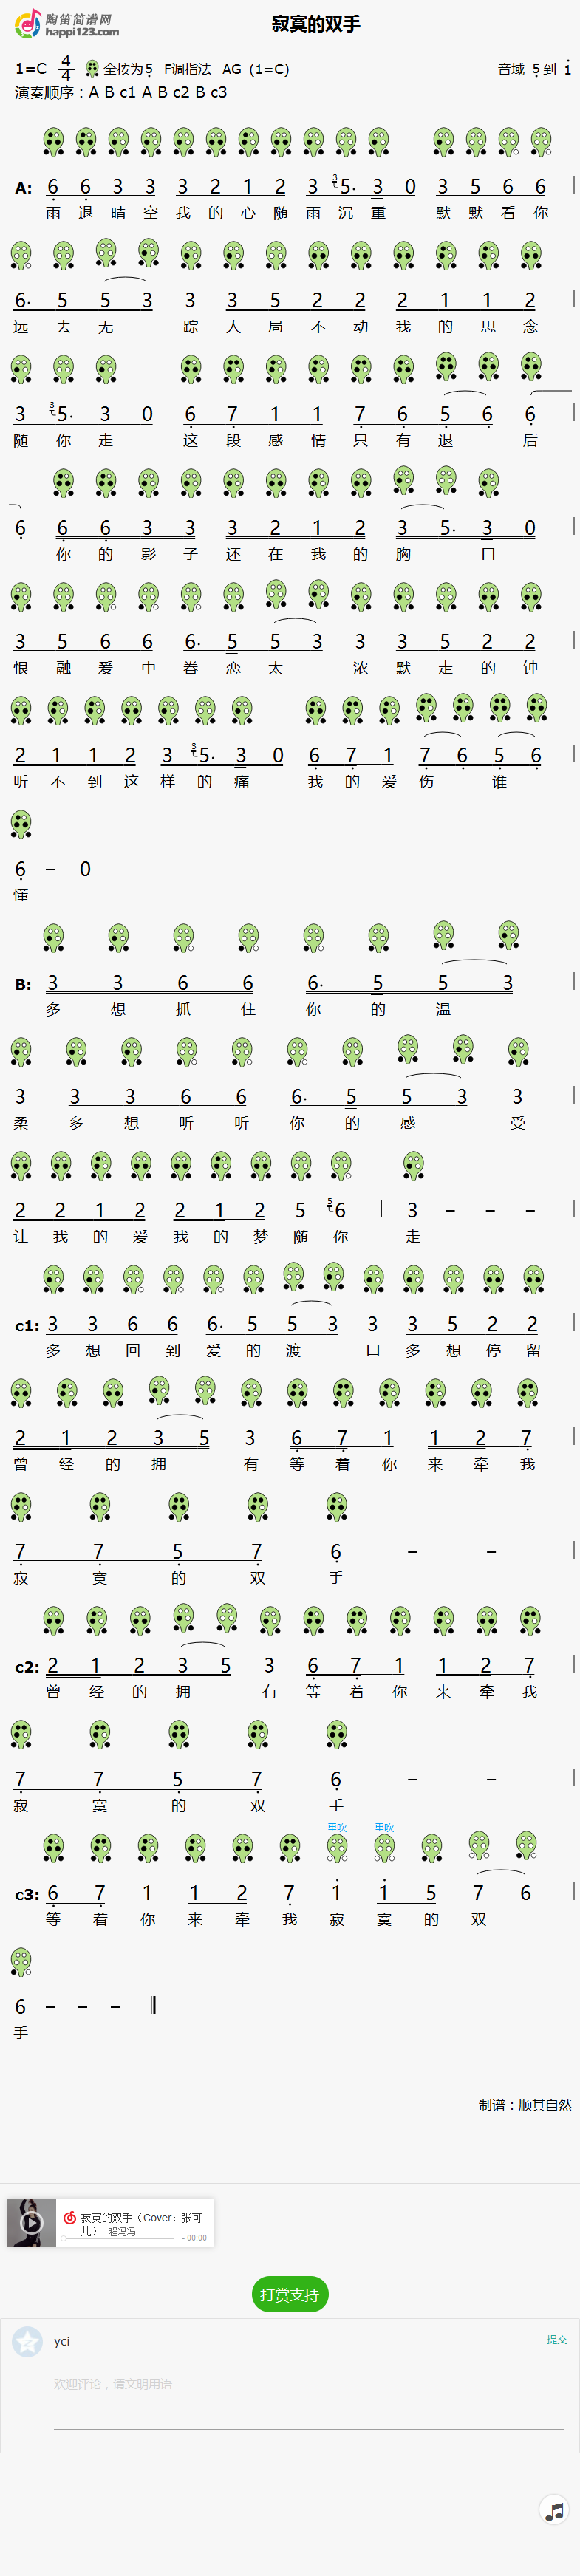 陶笛简谱网
happi123.com
寂寞的双手
1=C 4/4 全按为5̣ F调指法 AG (1=C) 音域 5̣ 到 1̇
演奏顺序：A B c1 A B c2 B c3
A: 6̣ 6̣ 3 3 3 2 1 2 3 3 5· 3 0 3 5 6 6 |
雨 退 晴 空 我 的 心 随 雨 沉 重 默 默 看 你
6· 5 5 3 3 3 5 2 2 2 1 1 2 |
远 去 无 踪 人 局 不 动 我 的 思 念
3 3 5· 3 0 6̣ 7̣ 1 1 7̣ 6̣ 5̣ 6̣ 6̣ |
随 你 走 这 段 感 情 只 有 退 后
6̣ 6̣ 6̣ 3 3 3 2 1 2 3 5· 3 0 |
你 的 影 子 还 在 我 的 胸 口
3 5 6 6 6· 5 5 3 3 3 5 2 2 |
恨 融 爱 中 眷 恋 太 浓 默 走 的 钟
2 1 1 2 3 3 5· 3 0 6̣ 7̣ 1 7̣ 6̣ 5̣ 6̣ |
听 不 到 这 样 的 痛 我 的 爱 伤 谁
6̣ – 0
懂
B: 3 3 6 6 6· 5 5 3 |
多 想 抓 住 你 的 温
3 3 3 6 6 6· 5 5 3 3 |
柔 多 想 听 听 你 的 感 受
2 2 1 2 2 1 2 5 5 6 | 3 – – – |
让 我 的 爱 我 的 梦 随 你 走
c1: 3 3 6 6 6· 5 5 3 3 3 5 2 2 |
多 想 回 到 爱 的 渡 口 多 想 停 留
2 1 2 3 5 3 6̣ 7̣ 1 1 2 7̣ |
曾 经 的 拥 有 等 着 你 来 牵 我
7̣ 7̣ 5̣ 7̣ 6̣ – – |
寂 寞 的 双 手
c2: 2 1 2 3 5 3 6̣ 7̣ 1 1 2 7̣ |
曾 经 的 拥 有 等 着 你 来 牵 我
7̣ 7̣ 5̣ 7̣ 6̣ – – |
寂 寞 的 双 手
重吹 重吹
c3: 6̣ 7̣ 1 1 2 7̣ 1̇ 1̇ 5 7 6 |
等 着 你 来 牵 我 寂 寞 的 双
6 – – – ‖
手
制谱：顺其自然
寂寞的双手（Cover：张可
儿） - 程冯马
- 00:00
打赏支持
yci 提交
欢迎评论，请文明用语